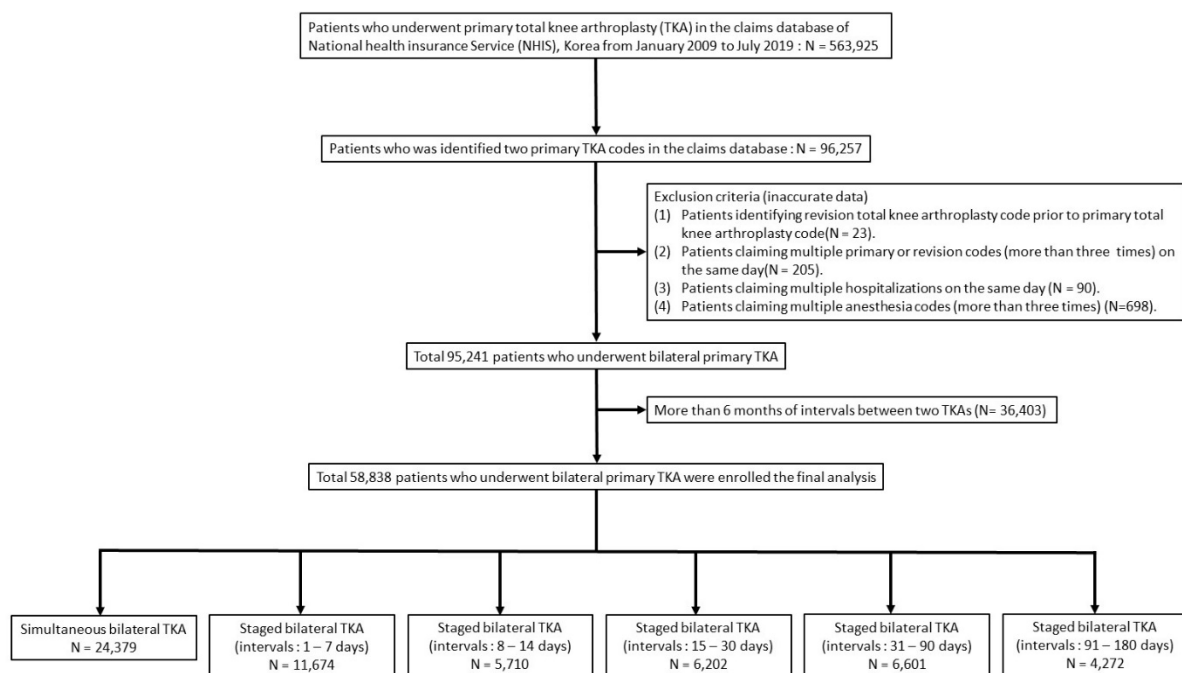 Patients who underwent primary total knee arthroplasty (TKA) in the claims database of
National health insurance Service (NHIS), Korea from January 2009 to July 2019 : N = 563,925
Patients who was identified two primary TKA codes in the claims database : N = 96,257
Exclusion criteria (inaccurate data)
(1) Patients identifying revision total knee arthroplasty code prior to primary total
knee arthroplasty code(N = 23).
(2) Patients claiming multiple primary or revision codes (more than three times) on
the same day(N = 205).
(3) Patients claiming multiple hospitalizations on the same day (N = 90).
(4) Patients claiming multiple anesthesia codes (more than three times) (N=698).
Total 95,241 patients who underwent bilateral primary TKA
More than 6 months of intervals between two TKAs (N= 36,403)
Total 58,838 patients who underwent bilateral primary TKA were enrolled the final analysis
Simultaneous bilateral TKA
N = 24,379
Staged bilateral TKA
(intervals : 1 – 7 days)
N = 11,674
Staged bilateral TKA
(intervals : 8 – 14 days)
N = 5,710
Staged bilateral TKA
(intervals : 15 – 30 days)
N = 6,202
Staged bilateral TKA
(intervals : 31 – 90 days)
N = 6,601
Staged bilateral TKA
(intervals : 91 – 180 days)
N = 4,272